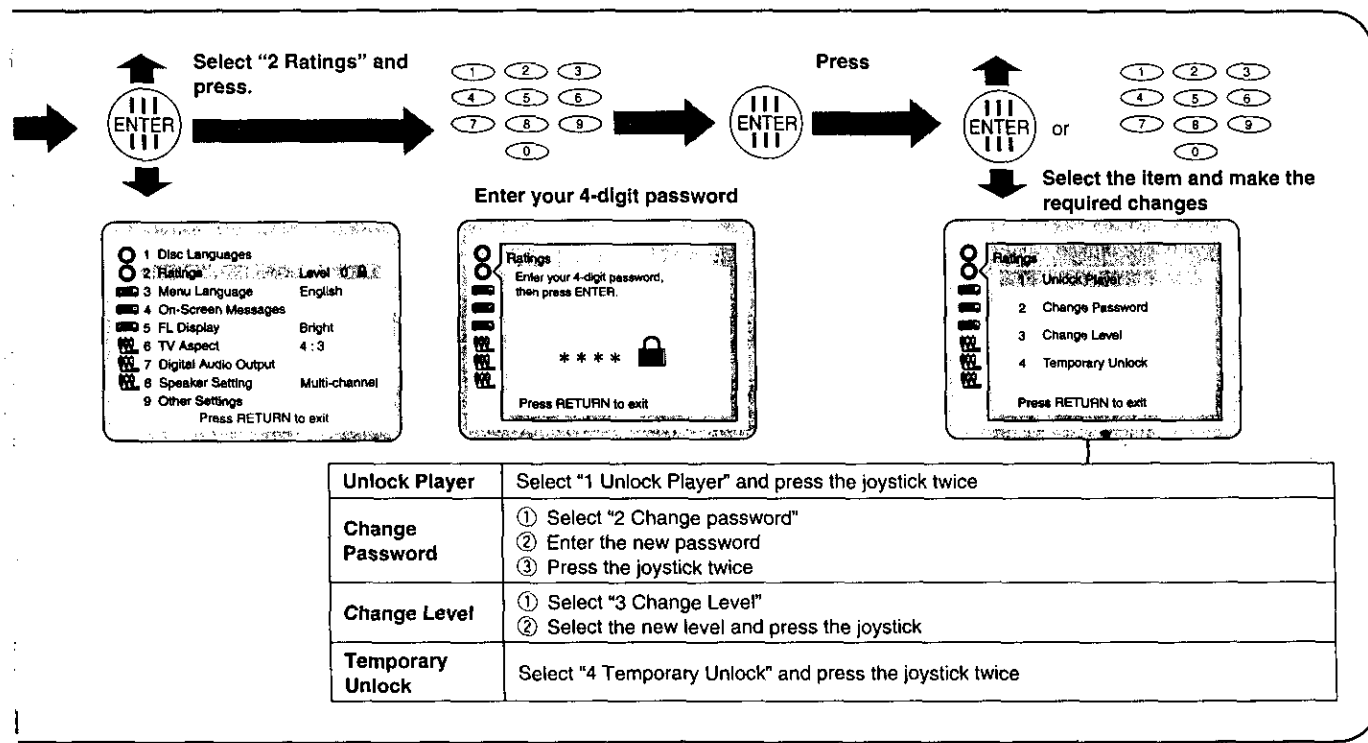 Select "2 Ratings" and
press.
ENTER
1 2 3
4 5 6
7 8 9
0
Enter your 4-digit password
ENTER
Press
ENTER
or
1 2 3
4 5 6
7 8 9
0
Select the item and make the
required changes
1 Disc Languages
2 Ratings Level 0
3 Menu Language English
4 On-Screen Messages
5 FL Display Bright
6 TV Aspect 4 : 3
7 Digital Audio Output
8 Speaker Setting Multi-channel
9 Other Settings
Press RETURN to exit
Ratings
Enter your 4-digit password,
then press ENTER.
* * * *
Press RETURN to exit
Ratings
1 Unlock Player
2 Change Password
3 Change Level
4 Temporary Unlock
Press RETURN to exit
Unlock Player Select "1 Unlock Player" and press the joystick twice
Change
Password
① Select "2 Change password"
② Enter the new password
③ Press the joystick twice
Change Level
① Select "3 Change Level"
② Select the new level and press the joystick
Temporary
Unlock
Select "4 Temporary Unlock" and press the joystick twice